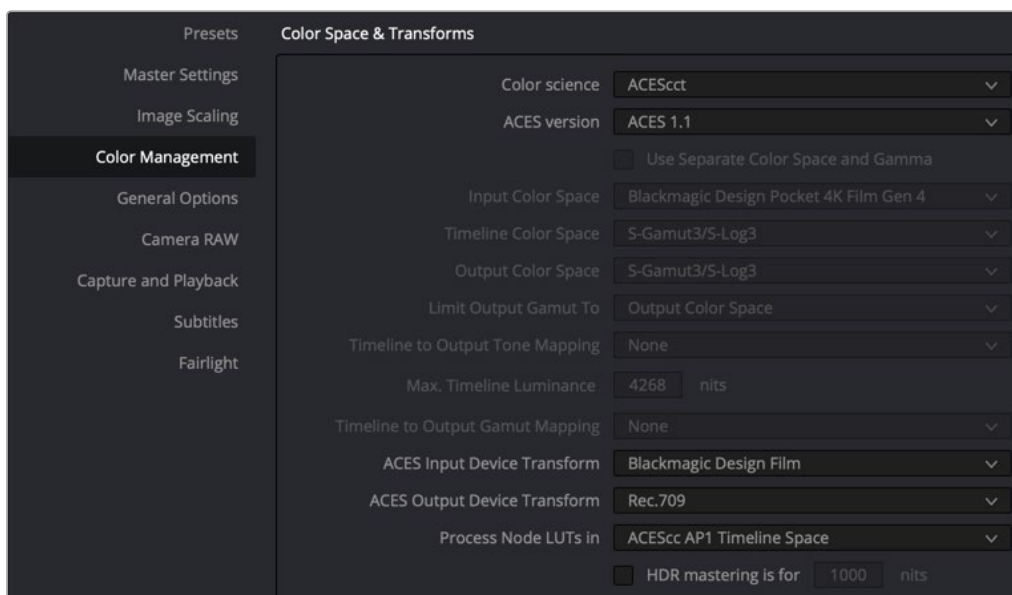 Presets
Master Settings
Image Scaling
Color Management
General Options
Camera RAW
Capture and Playback
Subtitles
Fairlight
Color Space & Transforms
Color science ACEScct
ACES version ACES 1.1
Use Separate Color Space and Gamma
Input Color Space Blackmagic Design Pocket 4K Film Gen 4
Timeline Color Space S-Gamut3/S-Log3
Output Color Space S-Gamut3/S-Log3
Limit Output Gamut To Output Color Space
Timeline to Output Tone Mapping None
Max. Timeline Luminance 4268 nits
Timeline to Output Gamut Mapping None
ACES Input Device Transform Blackmagic Design Film
ACES Output Device Transform Rec.709
Process Node LUTs in ACEScc AP1 Timeline Space
HDR mastering is for 1000 nits